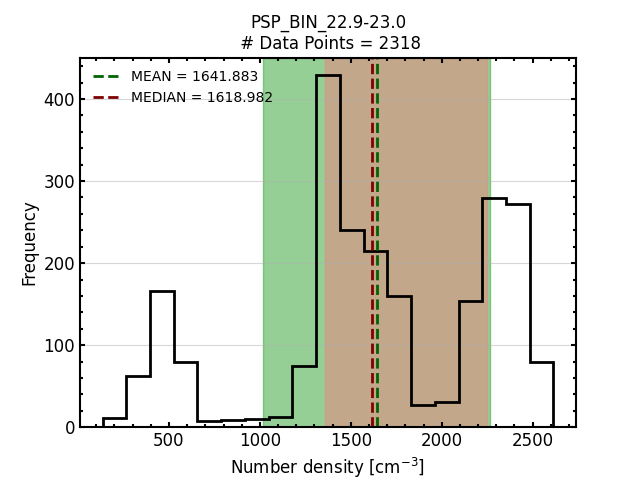 PSP_BIN_22.9-23.0
# Data Points = 2318
MEAN = 1641.883
MEDIAN = 1618.982
Frequency
400
300
200
100
0
500 1000 1500 2000 2500
Number density [cm⁻³]